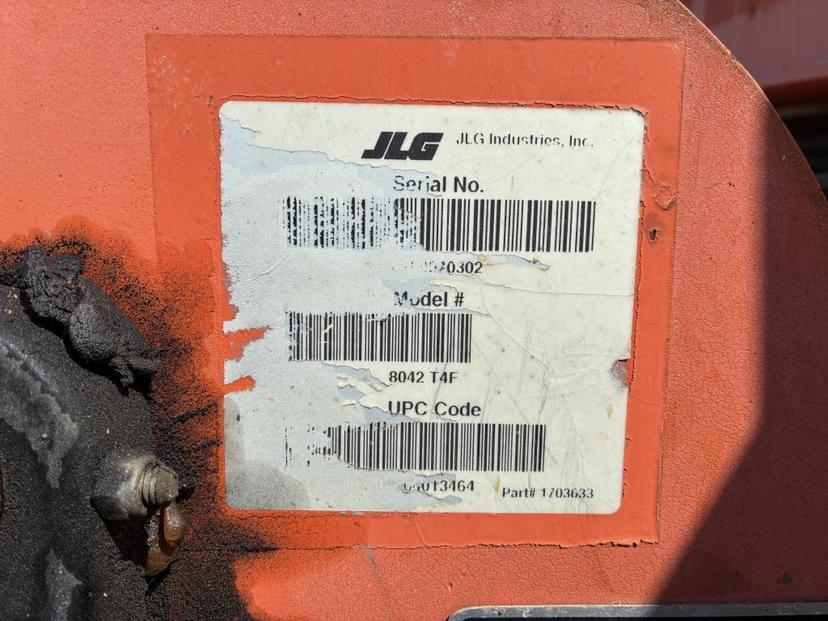 JLG JLG Industries, Inc.
Serial No.
Model #
8042 T4F
UPC Code
Part# 1703633